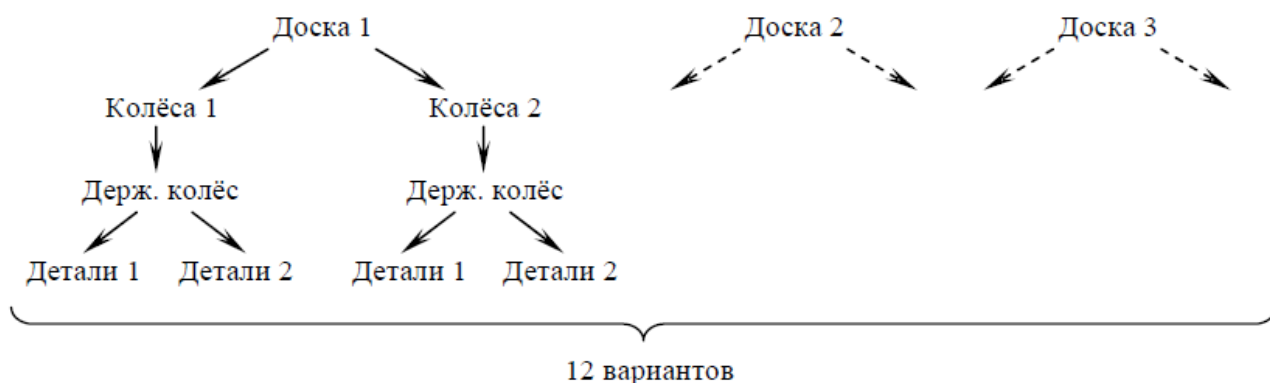 Доска 1 Доска 2 Доска 3
Колёса 1 Колёса 2
Держ. колёс Держ. колёс
Детали 1 Детали 2 Детали 1 Детали 2
12 вариантов